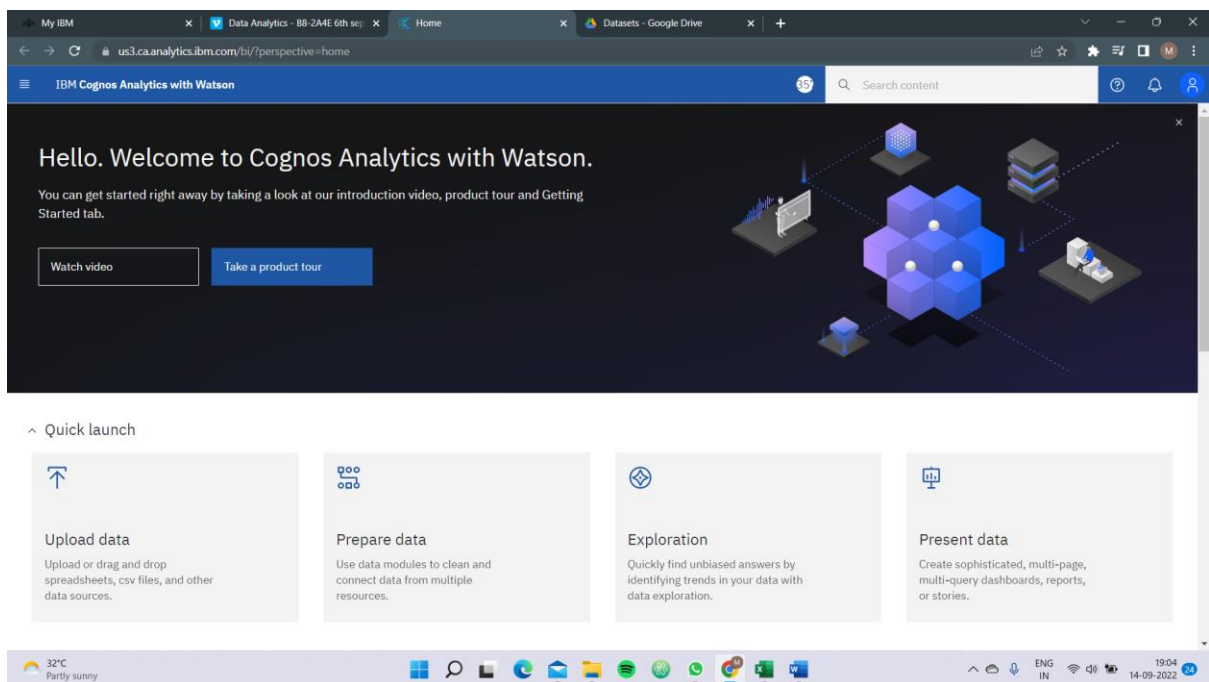 My IBM
Data Analytics - B8-2A4E 6th sep
Home
Datasets - Google Drive
us3.ca.analytics.ibm.com/bi/?perspective=home
M
IBM Cognos Analytics with Watson
Search content
Hello. Welcome to Cognos Analytics with Watson.
You can get started right away by taking a look at our introduction video, product tour and Getting
Started tab.
Watch video
Take a product tour
Quick launch
Upload data
Upload or drag and drop
spreadsheets, csv files, and other
data sources.
Prepare data
Use data modules to clean and
connect data from multiple
resources.
Exploration
Quickly find unbiased answers by
identifying trends in your data with
data exploration.
Present data
Create sophisticated, multi-page,
multi-query dashboards, reports,
or stories.
32°C
Partly sunny
ENG
IN
19:04
14-09-2022
24